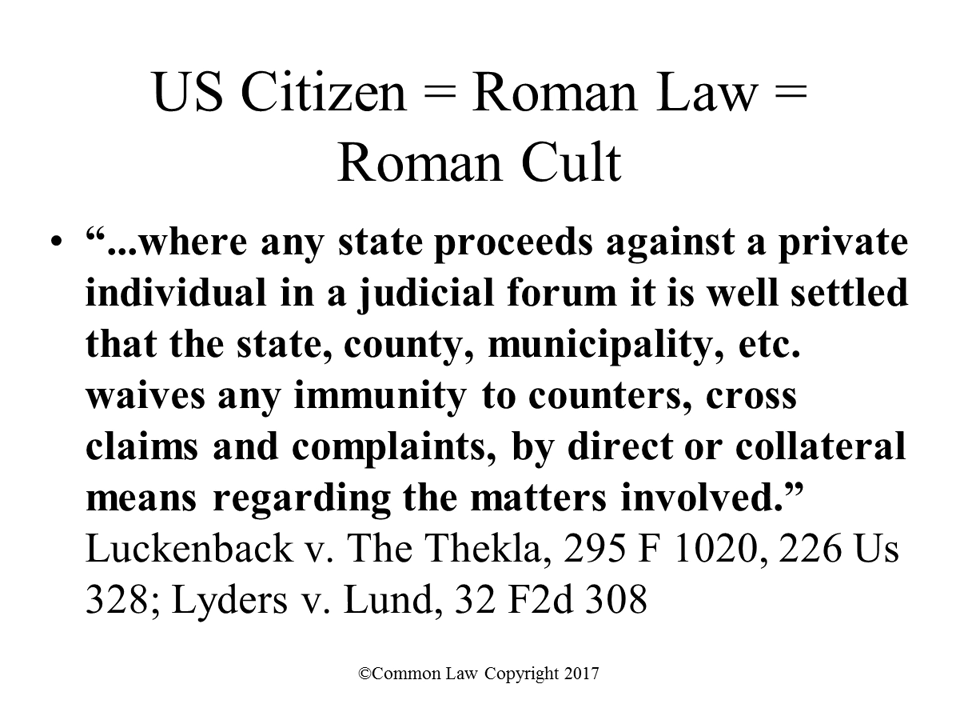 US Citizen = Roman Law =
Roman Cult
• “...where any state proceeds against a private
individual in a judicial forum it is well settled
that the state, county, municipality, etc.
waives any immunity to counters, cross
claims and complaints, by direct or collateral
means regarding the matters involved.”
Luckenback v. The Thekla, 295 F 1020, 226 Us
328; Lyders v. Lund, 32 F2d 308
©Common Law Copyright 2017